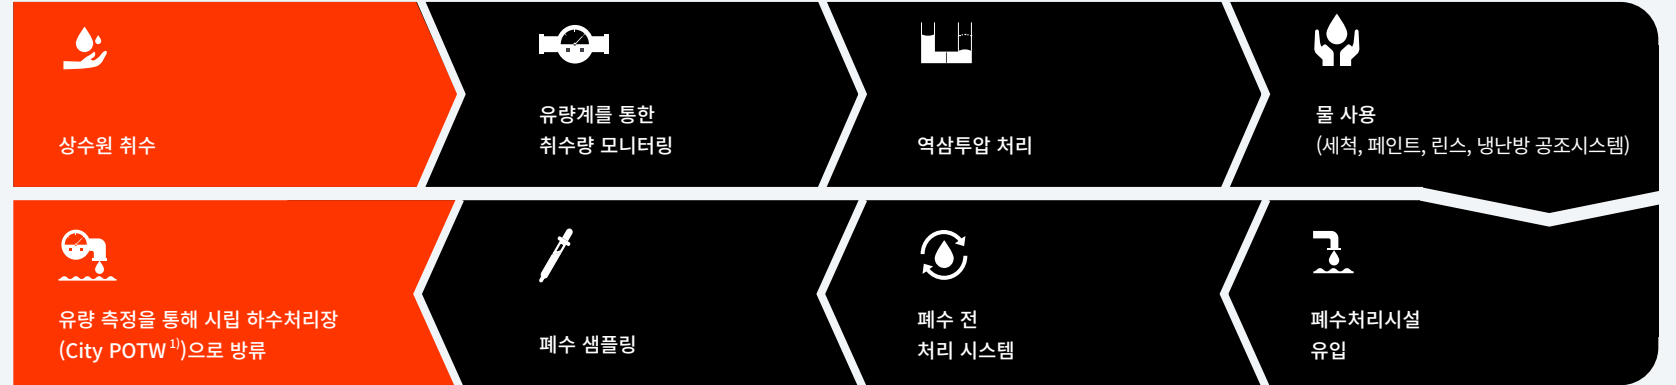 상수원 취수
유량계를 통한
취수량 모니터링
역삼투압 처리
물 사용
(세척, 페인트, 린스, 냉난방 공조시스템)
유량 측정을 통해 시립 하수처리장
(City POTW 1))으로 방류
폐수 샘플링
폐수 전
처리 시스템
폐수처리시설
유입